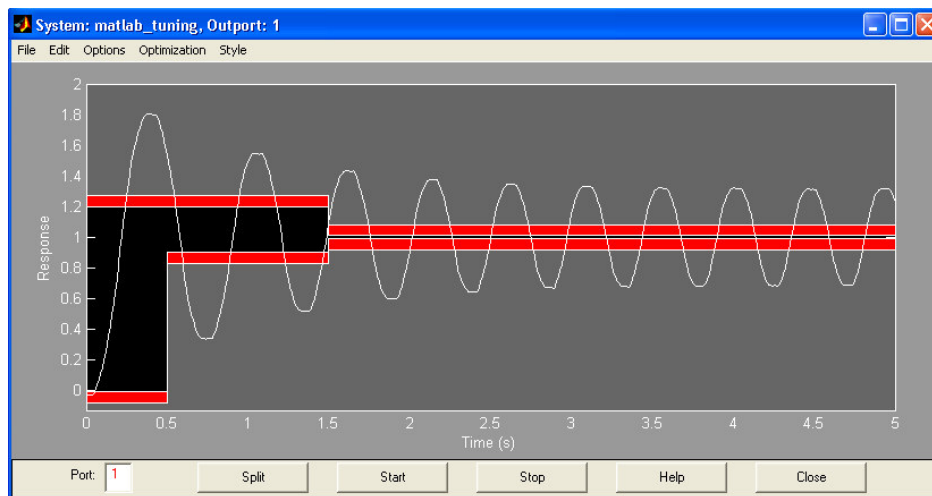 System: matlab_tuning, Outport: 1
File Edit Options Optimization Style
2
1.8
1.6
1.4
1.2
1
0.8
0.6
0.4
0.2
0
Response
0 0.5 1 1.5 2 2.5 3 3.5 4 4.5 5
Time (s)
Port: 1 Split Start Stop Help Close